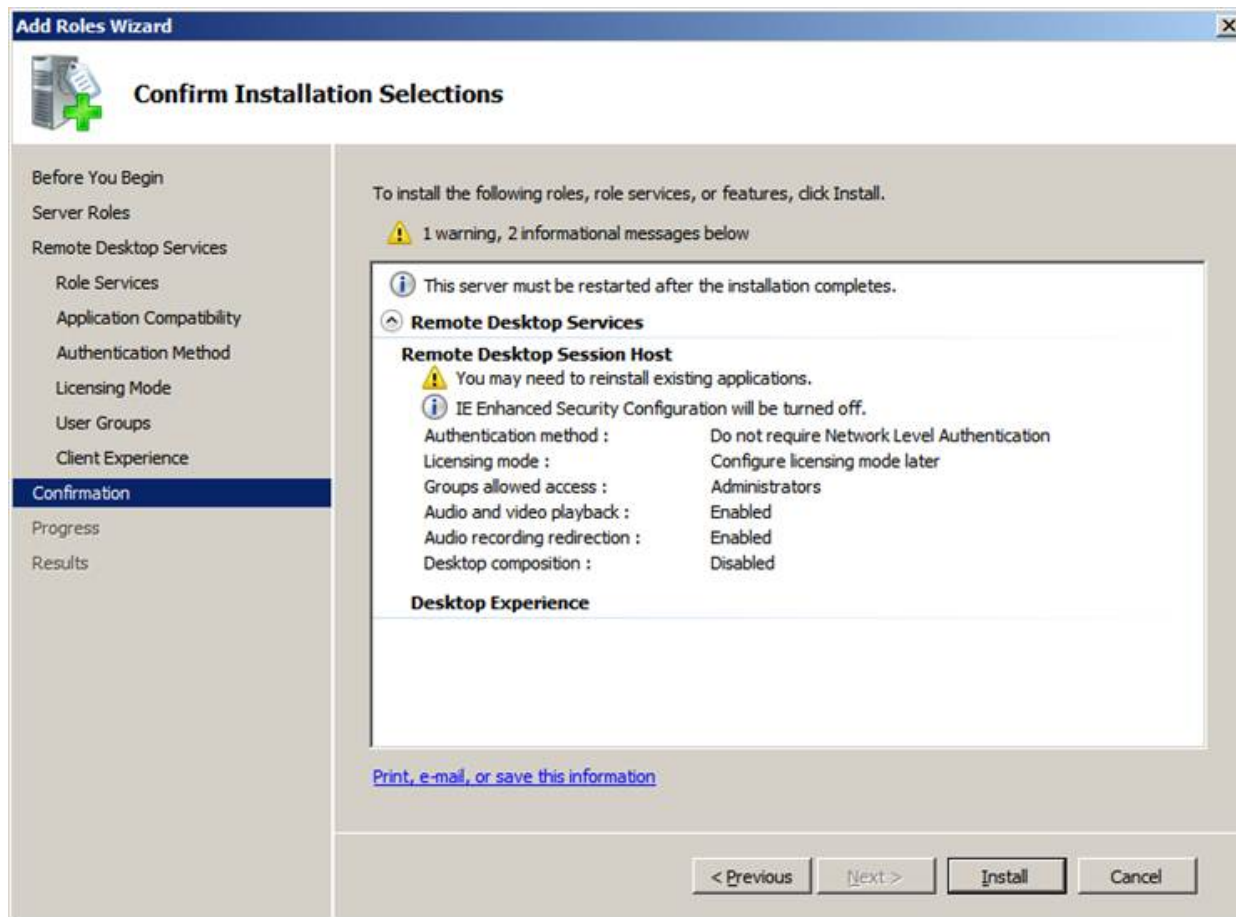 Add Roles Wizard
Confirm Installation Selections
Before You Begin
Server Roles
Remote Desktop Services
Role Services
Application Compatibility
Authentication Method
Licensing Mode
User Groups
Client Experience
Confirmation
Progress
Results
To install the following roles, role services, or features, click Install.
1 warning, 2 informational messages below
This server must be restarted after the installation completes.
Remote Desktop Services
Remote Desktop Session Host
You may need to reinstall existing applications.
IE Enhanced Security Configuration will be turned off.
Authentication method : Do not require Network Level Authentication
Licensing mode : Configure licensing mode later
Groups allowed access : Administrators
Audio and video playback : Enabled
Audio recording redirection : Enabled
Desktop composition : Disabled
Desktop Experience
Print, e-mail, or save this information
< Previous Next > Install Cancel